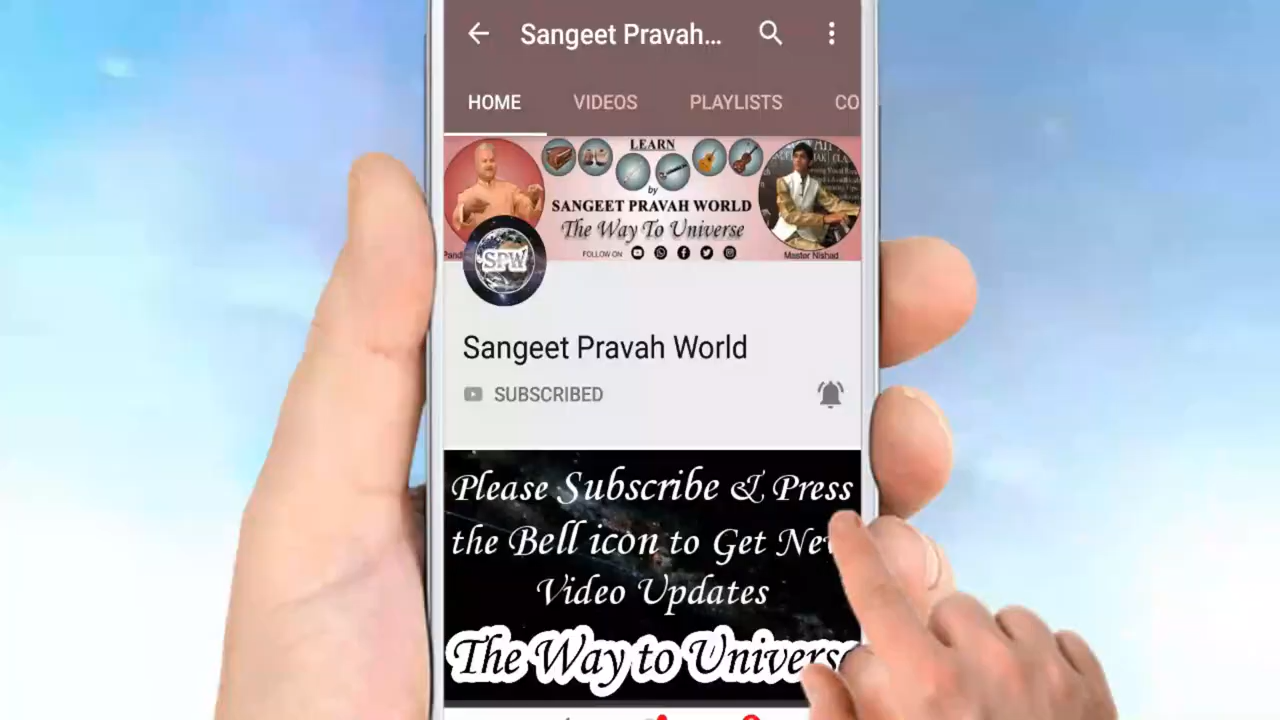 Sangeet Pravah...
HOME VIDEOS PLAYLISTS CO
LEARN
by
SANGEET PRAVAH WORLD
The Way To Universe
FOLLOW ON
Master Nishad
SPW
Sangeet Pravah World
SUBSCRIBED
Please Subscribe & Press
the Bell icon to Get New
Video Updates
The Way to Universe